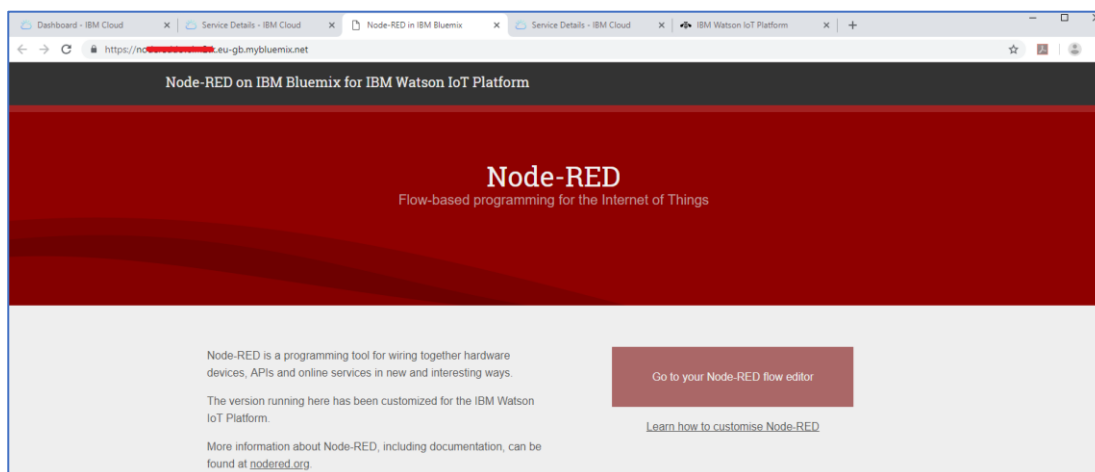 Dashboard - IBM Cloud
Service Details - IBM Cloud
Node-RED in IBM Bluemix
Service Details - IBM Cloud
IBM Watson IoT Platform
.eu-gb.mybluemix.net
Node-RED on IBM Bluemix for IBM Watson IoT Platform
Node-RED
Flow-based programming for the Internet of Things
Node-RED is a programming tool for wiring together hardware
devices, APIs and online services in new and interesting ways.
The version running here has been customized for the IBM Watson
IoT Platform.
More information about Node-RED, including documentation, can be
found at nodered.org.
Go to your Node-RED flow editor
Learn how to customise Node-RED